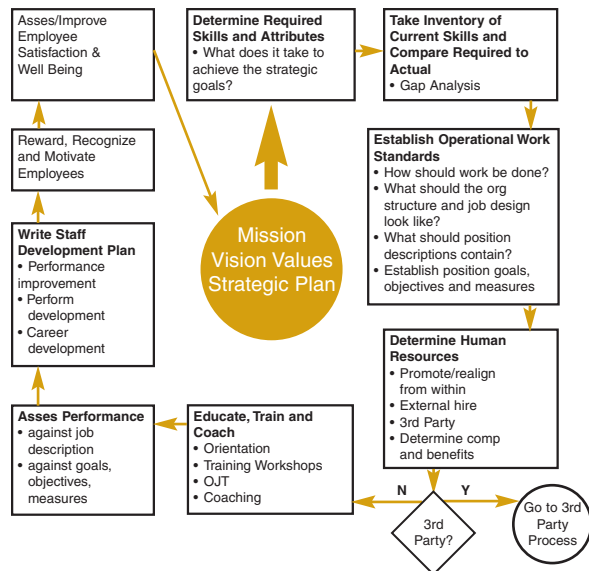 Asses/Improve
Employee
Satisfaction &
Well Being
Determine Required
Skills and Attributes
• What does it take to
achieve the strategic
goals?
Take Inventory of
Current Skills and
Compare Required to
Actual
• Gap Analysis
Establish Operational Work
Standards
• How should work be done?
• What should the org
structure and job design
look like?
• What should position
descriptions contain?
• Establish position goals,
objectives and measures
Reward, Recognize
and Motivate
Employees
Mission
Vision Values
Strategic Plan
Write Staff
Development Plan
• Performance
improvement
• Perform
development
• Career
development
Determine Human
Resources
• Promote/realign
from within
• External hire
• 3rd Party
• Determine comp
and benefits
Asses Performance
• against job
description
• against goals,
objectives,
measures
Educate, Train and
Coach
• Orientation
• Training Workshops
• OJT
• Coaching
N
Y
3rd
Party?
Go to 3rd
Party
Process